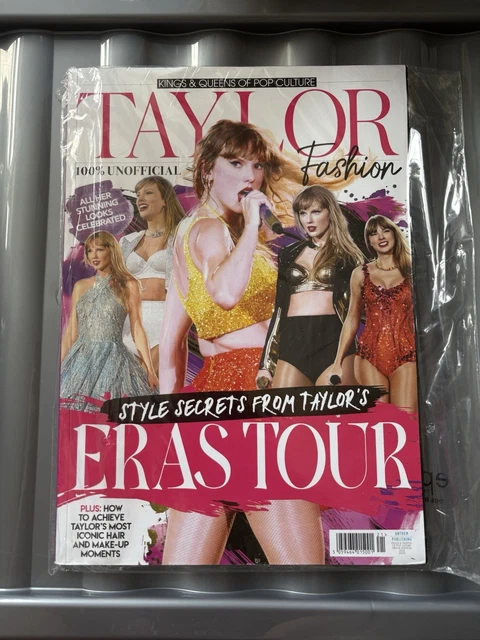 KINGS & QUEENS OF POP CULTURE
TAYLOR
Fashion
100% UNOFFICIAL
ALL HER
STUNNING
LOOKS
CELEBRATED
STYLE SECRETS FROM TAYLOR'S
ERAS TOUR
PLUS: HOW
TO ACHIEVE
TAYLOR'S MOST
ICONIC HAIR
AND MAKE-UP
MOMENTS